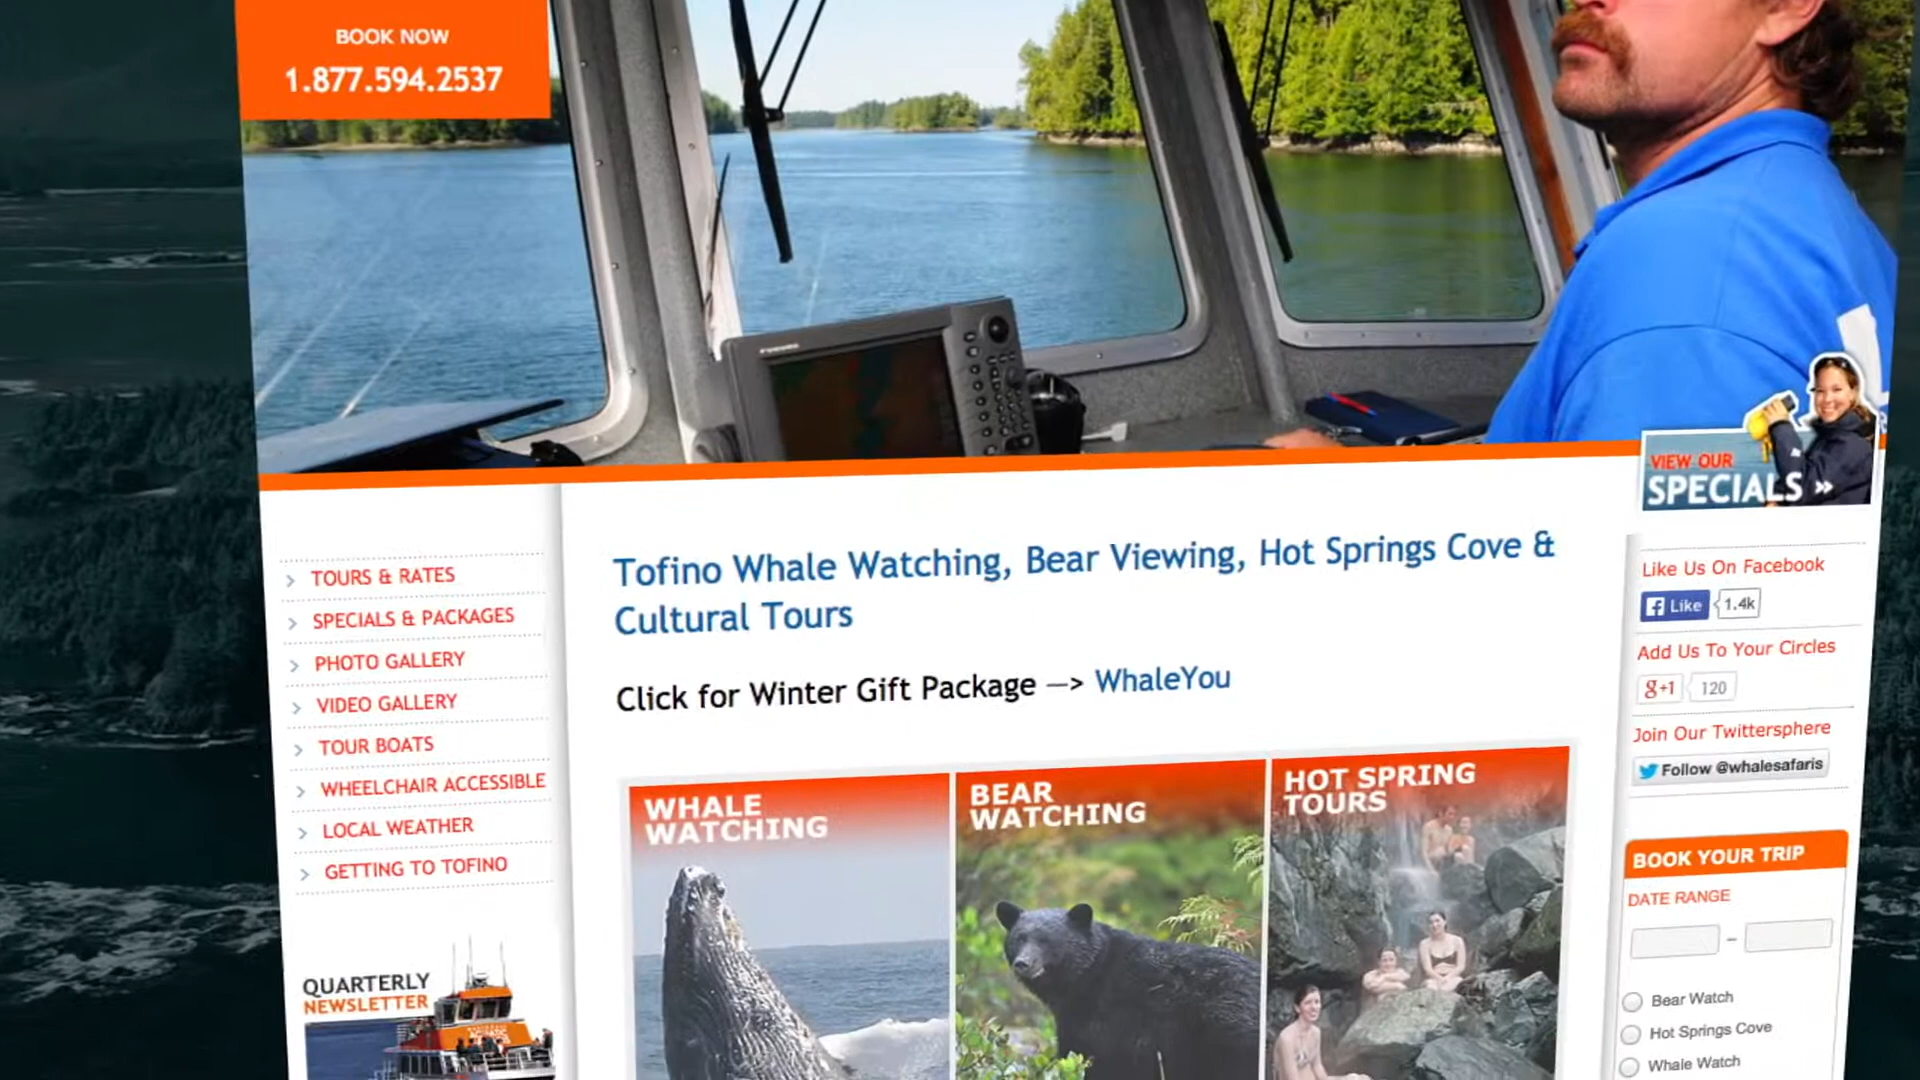 BOOK NOW
1.877.594.2537
VIEW OUR
SPECIALS »
TOURS & RATES
SPECIALS & PACKAGES
PHOTO GALLERY
VIDEO GALLERY
TOUR BOATS
WHEELCHAIR ACCESSIBLE
LOCAL WEATHER
GETTING TO TOFINO
QUARTERLY
NEWSLETTER
Tofino Whale Watching, Bear Viewing, Hot Springs Cove &
Cultural Tours
Click for Winter Gift Package —> WhaleYou
WHALE
WATCHING
BEAR
WATCHING
HOT SPRING
TOURS
Like Us On Facebook
Like 1.4k
Add Us To Your Circles
g+1 120
Join Our Twittersphere
Follow @whalesafaris
BOOK YOUR TRIP
DATE RANGE
–
Bear Watch
Hot Springs Cove
Whale Watch